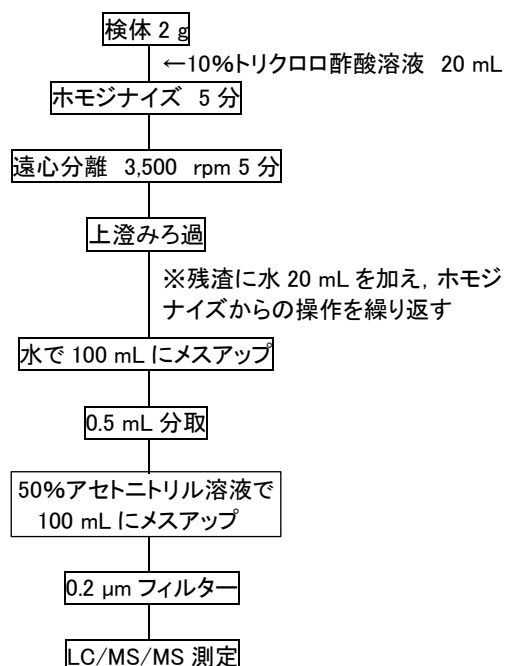 検体 2 g
←10%トリクロロ酢酸溶液 20 mL
ホモジナイズ 5 分
遠心分離 3,500 rpm 5 分
上澄みろ過
※残渣に水 20 mL を加え, ホモジ
ナイズからの操作を繰り返す
水で 100 mL にメスアップ
0.5 mL 分取
50%アセトニトリル溶液で
100 mL にメスアップ
0.2 μm フィルター
LC/MS/MS 測定